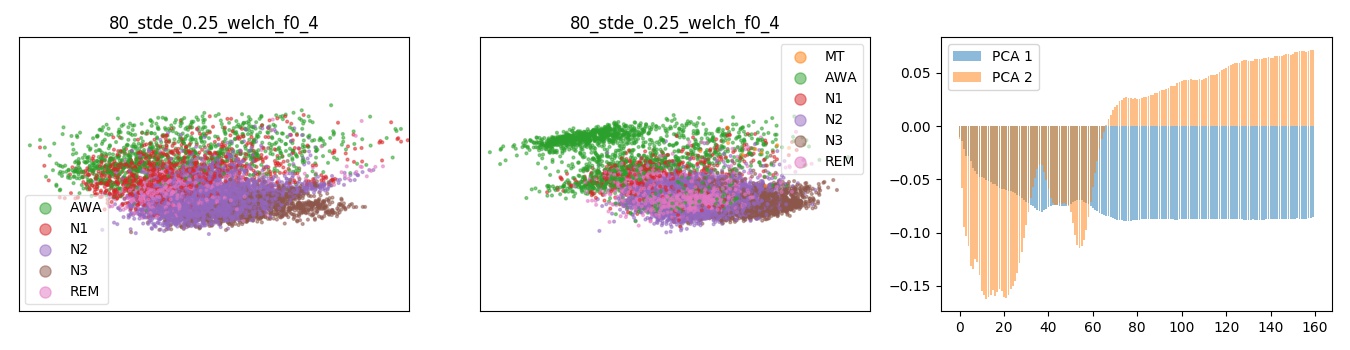 80_stde_0.25_welch_f0_4
AWA
N1
N2
N3
REM
80_stde_0.25_welch_f0_4
MT
AWA
N1
N2
N3
REM
PCA 1
PCA 2
0.05
0.00
−0.05
−0.10
−0.15
0 20 40 60 80 100 120 140 160